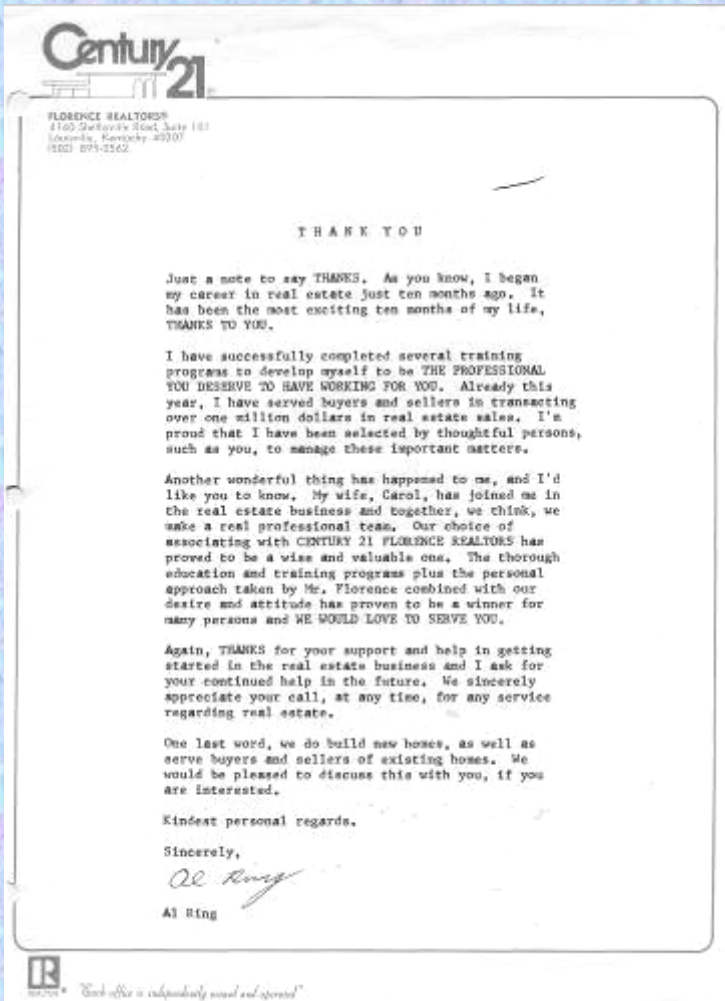 Century 21
FLORENCE REALTORS®
4160 Shelbyville Road, Suite 101
Louisville, Kentucky 40207
(502) 895-2562
THANK YOU
Just a note to say THANKS. As you know, I began
my career in real estate just ten months ago. It
has been the most exciting ten months of my life,
THANKS TO YOU.
I have successfully completed several training
programs to develop myself to be THE PROFESSIONAL
YOU DESERVE TO HAVE WORKING FOR YOU. Already this
year, I have served buyers and sellers in transacting
over one million dollars in real estate sales. I'm
proud that I have been selected by thoughtful persons,
such as you, to manage these important matters.
Another wonderful thing has happened to me, and I'd
like you to know. My wife, Carol, has joined me in
the real estate business and together, we think, we
make a real professional team. Our choice of
associating with CENTURY 21 FLORENCE REALTORS has
proved to be a wise and valuable one. The thorough
education and training programs plus the personal
approach taken by Mr. Florence combined with our
desire and attitude has proven to be a winner for
many persons and WE WOULD LOVE TO SERVE YOU.
Again, THANKS for your support and help in getting
started in the real estate business and I ask for
your continued help in the future. We sincerely
appreciate your call, at any time, for any service
regarding real estate.
One last word, we do build new homes, as well as
serve buyers and sellers of existing homes. We
would be pleased to discuss this with you, if you
are interested.
Kindest personal regards.
Sincerely,
Al Ring
Al Ring
R
REALTOR®
"Each office is independently owned and operated"